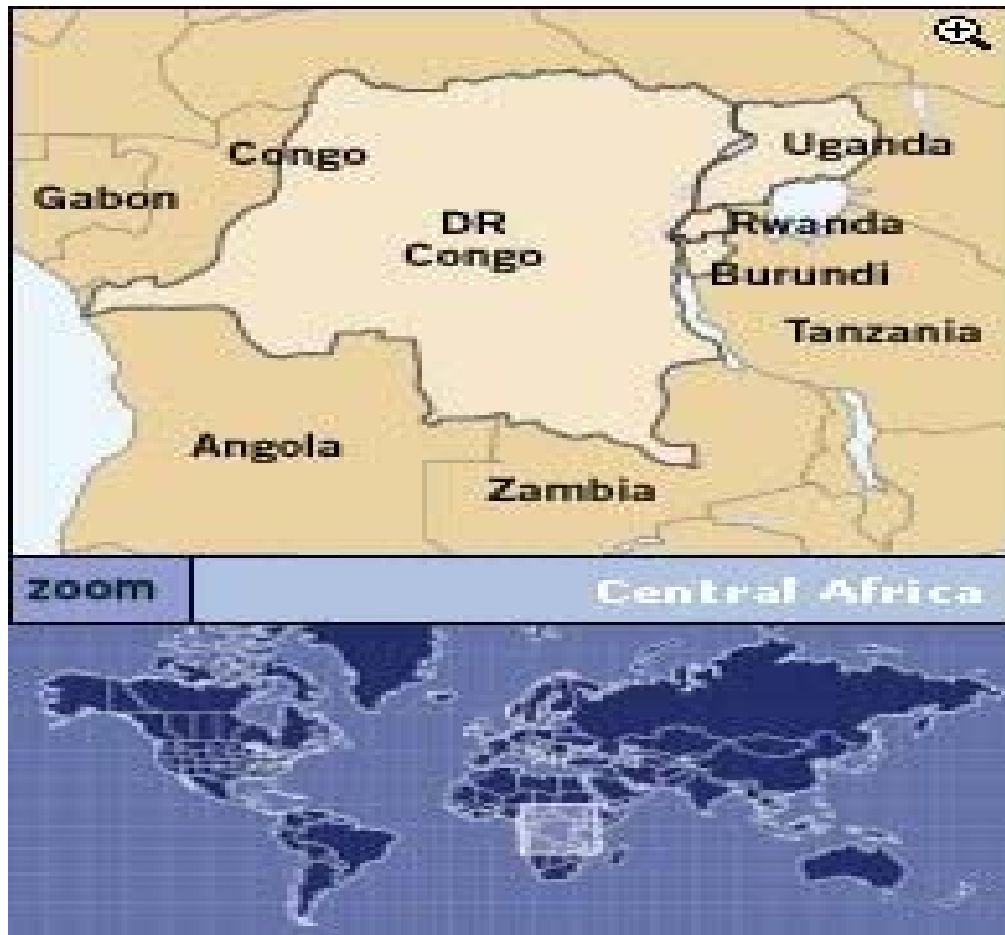 Congo
Uganda
Gabon
DR
Congo
Rwanda
Burundi
Tanzania
Angola
Zambia
zoom
Central Africa